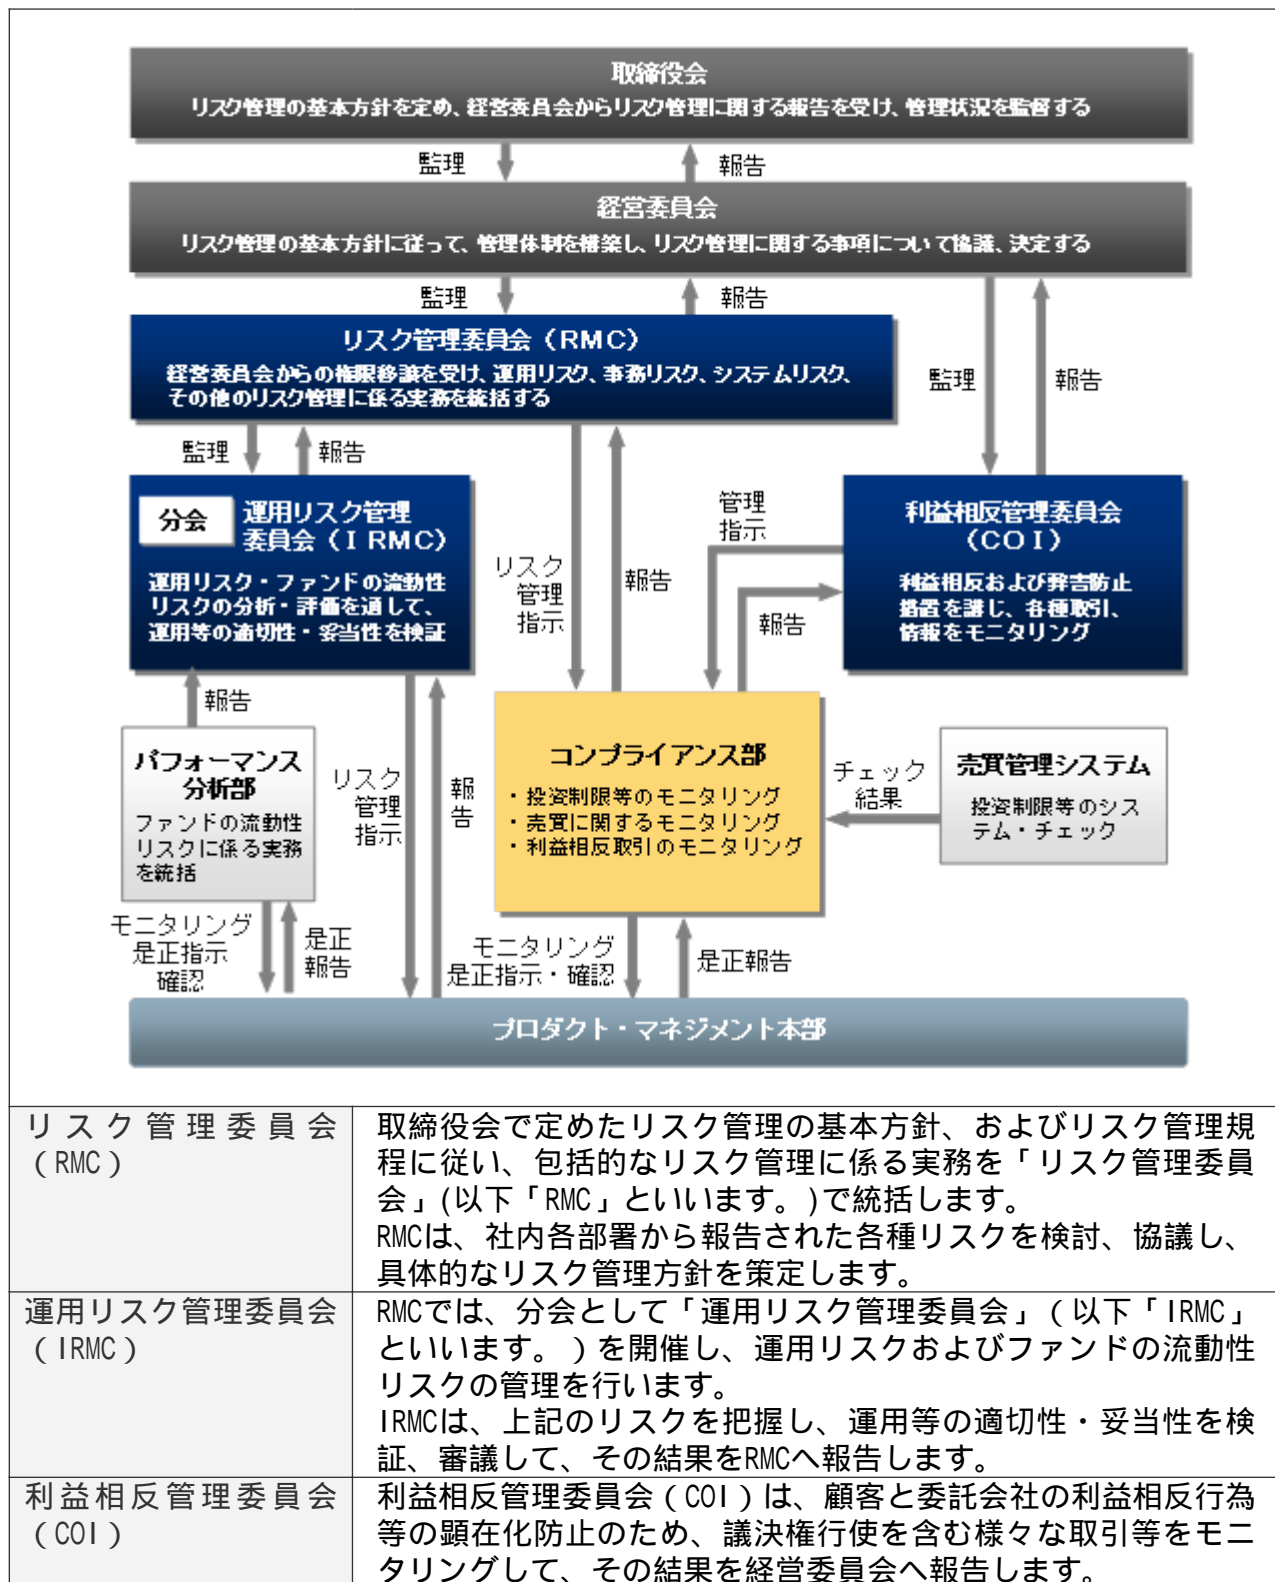 取締役会
リスク管理の基本方針を定め、経営委員会からリスク管理に関する報告を受け、管理状況を監督する
監理
報告
経営委員会
リスク管理の基本方針に従って、管理体制を構築し、リスク管理に関する事項について協議、決定する
監理
報告
リスク管理委員会（RMC）
経営委員会からの権限移譲を受け、運用リスク、事務リスク、システムリスク、
その他のリスク管理に係る実務を統括する
監理
報告
監理
報告
分会
運用リスク管理
委員会（ＩRMC）
運用リスク・ファンドの流動性
リスクの分析・評価を通して、
運用等の適切性・妥当性を検証
リスク
管理
指示
報告
管理
指示
報告
利益相反管理委員会
（COI）
利益相反および弊害防止
措置を講じ、各種取引、
情報をモニタリング
報告
パフォーマンス
分析部
ファンドの流動性
リスクに係る実務
を統括
リスク
管理
指示
報
告
コンプライアンス部
・投資制限等のモニタリング
・売買に関するモニタリング
・利益相反取引のモニタリング
チェック
結果
売買管理システム
投資制限等のシス
テム・チェック
モニタリング
是正指示
確認
是正
報告
モニタリング
是正指示・確認
是正報告
プロダクト・マネジメント本部
リスク管理委員会
（RMC）
取締役会で定めたリスク管理の基本方針、およびリスク管理規
程に従い、包括的なリスク管理に係る実務を「リスク管理委員
会」(以下「RMC」といいます。)で統括します。
RMCは、社内各部署から報告された各種リスクを検討、協議し、
具体的なリスク管理方針を策定します。
運用リスク管理委員会
（IRMC）
RMCでは、分会として「運用リスク管理委員会」（以下「IRMC」
といいます。）を開催し、運用リスクおよびファンドの流動性
リスクの管理を行います。
IRMCは、上記のリスクを把握し、運用等の適切性・妥当性を検
証、審議して、その結果をRMCへ報告します。
利益相反管理委員会
（COI）
利益相反管理委員会（COI）は、顧客と委託会社の利益相反行為
等の顕在化防止のため、議決権行使を含む様々な取引等をモニ
タリングして、その結果を経営委員会へ報告します。